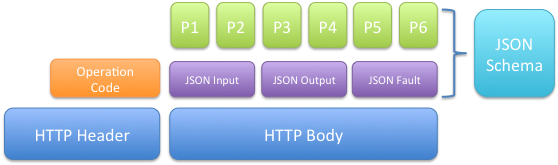 P1 P2 P3 P4 P5 P6
JSON
Schema
Operation
Code
JSON Input JSON Output JSON Fault
HTTP Header HTTP Body